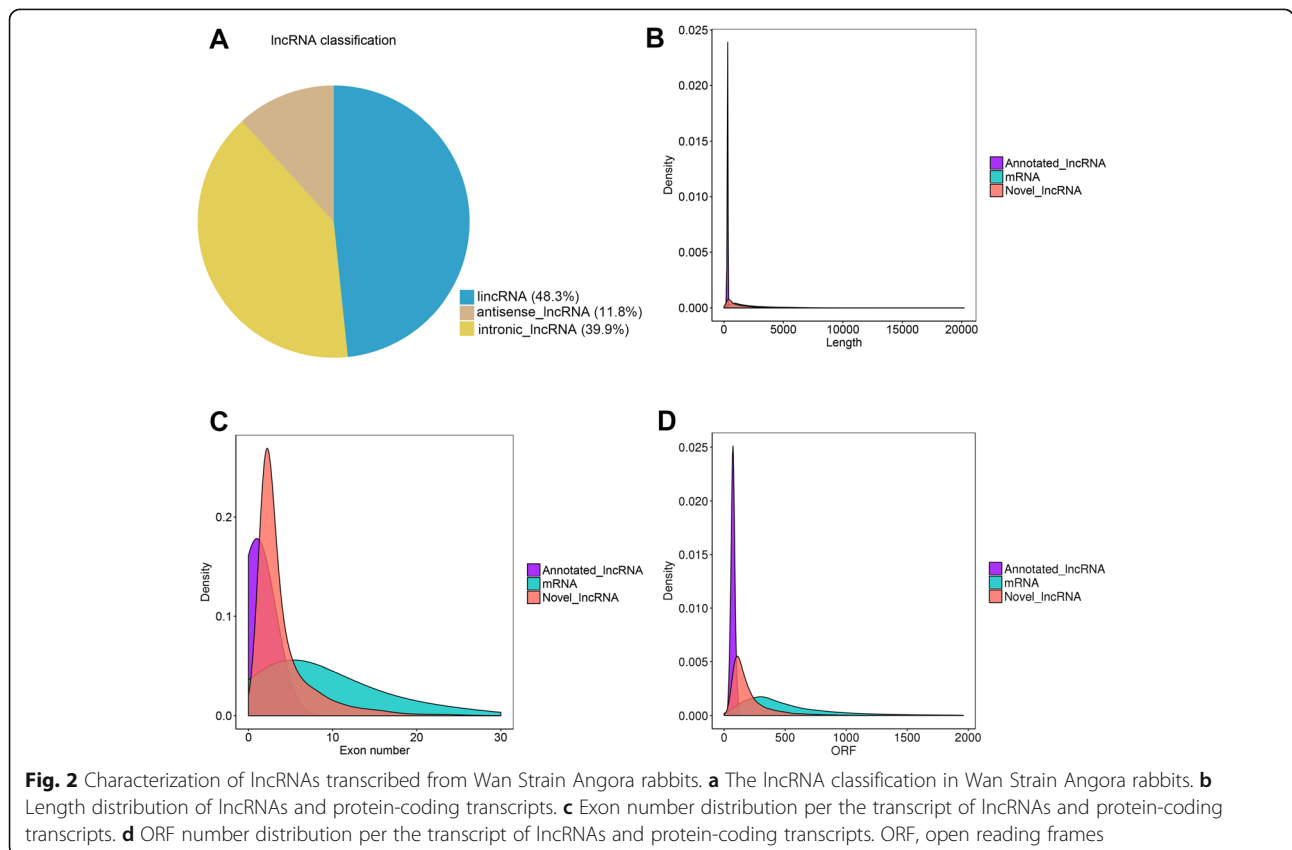 A
lncRNA classification
lincRNA (48.3%)
antisense_lncRNA (11.8%)
intronic_lncRNA (39.9%)
B
0.025
0.020
0.015
0.010
0.005
0.000
Density
0 5000 10000 15000 20000
Length
Annotated_lncRNA
mRNA
Novel_lncRNA
C
0.2
0.1
0.0
Density
0 10 20 30
Exon number
Annotated_lncRNA
mRNA
Novel_lncRNA
D
0.025
0.020
0.015
0.010
0.005
0.000
Density
0 500 1000 1500 2000
ORF
Annotated_lncRNA
mRNA
Novel_lncRNA
Fig. 2 Characterization of lncRNAs transcribed from Wan Strain Angora rabbits. a The lncRNA classification in Wan Strain Angora rabbits. b
Length distribution of lncRNAs and protein-coding transcripts. c Exon number distribution per the transcript of lncRNAs and protein-coding
transcripts. d ORF number distribution per the transcript of lncRNAs and protein-coding transcripts. ORF, open reading frames